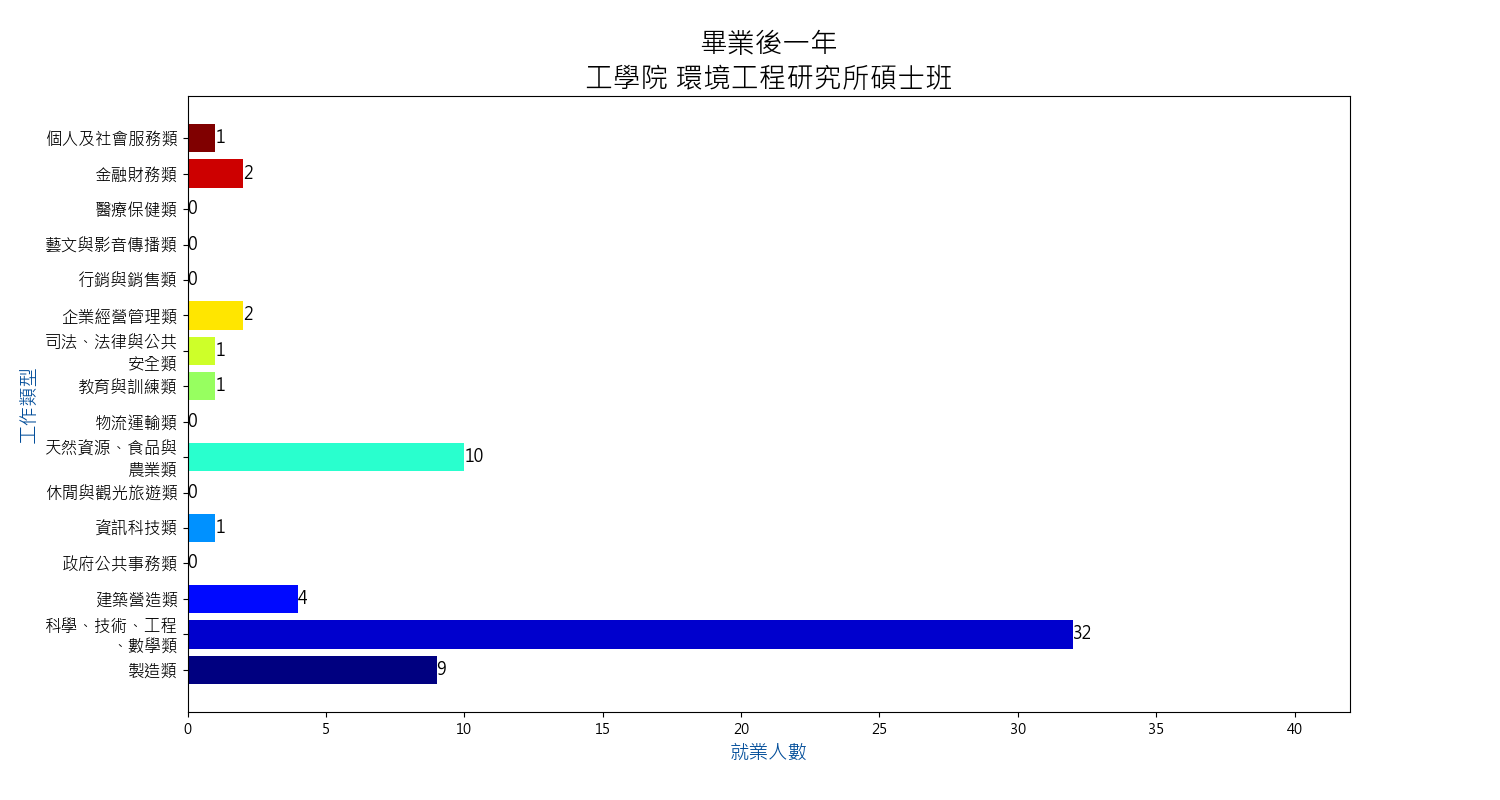 畢業後一年
工學院 環境工程研究所碩士班
個人及社會服務類
1
金融財務類
2
醫療保健類
0
藝文與影音傳播類
0
行銷與銷售類
0
企業經營管理類
2
司法、法律與公共
安全類
1
教育與訓練類
1
物流運輸類
0
天然資源、食品與
農業類
10
休閒與觀光旅遊類
0
資訊科技類
1
政府公共事務類
0
建築營造類
4
科學、技術、工程
、數學類
32
製造類
9
工作類型
0 5 10 15 20 25 30 35 40
就業人數